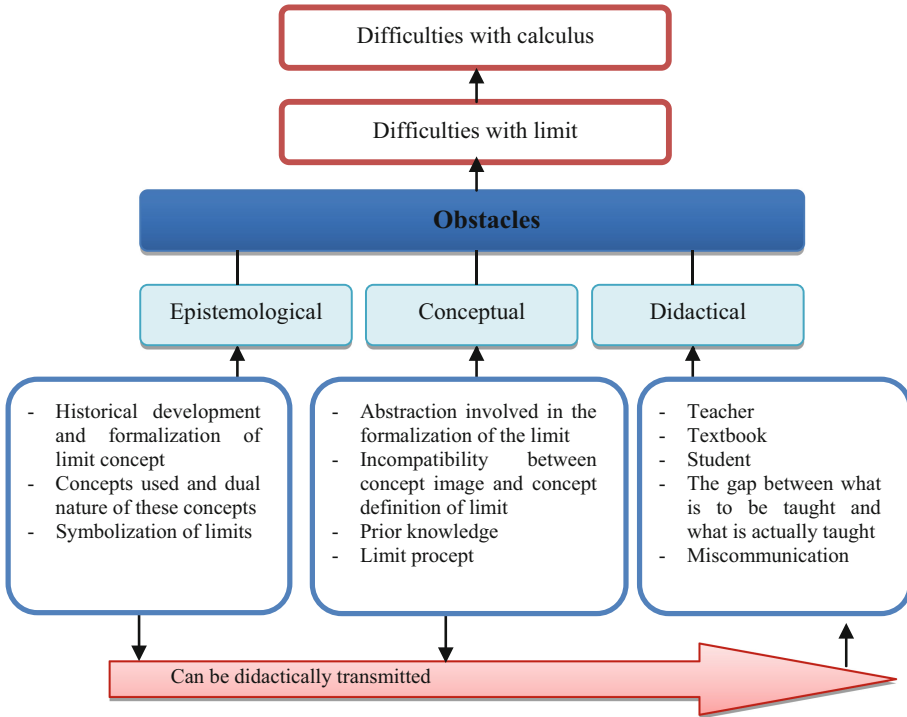 Difficulties with calculus
Difficulties with limit
Obstacles
Epistemological
Conceptual
Didactical
- Historical development
and formalization of
limit concept
- Concepts used and dual
nature of these concepts
- Symbolization of limits
- Abstraction involved in the
formalization of the limit
- Incompatibility between
concept image and concept
definition of limit
- Prior knowledge
- Limit procept
- Teacher
- Textbook
- Student
- The gap between what
is to be taught and
what is actually taught
- Miscommunication
Can be didactically transmitted